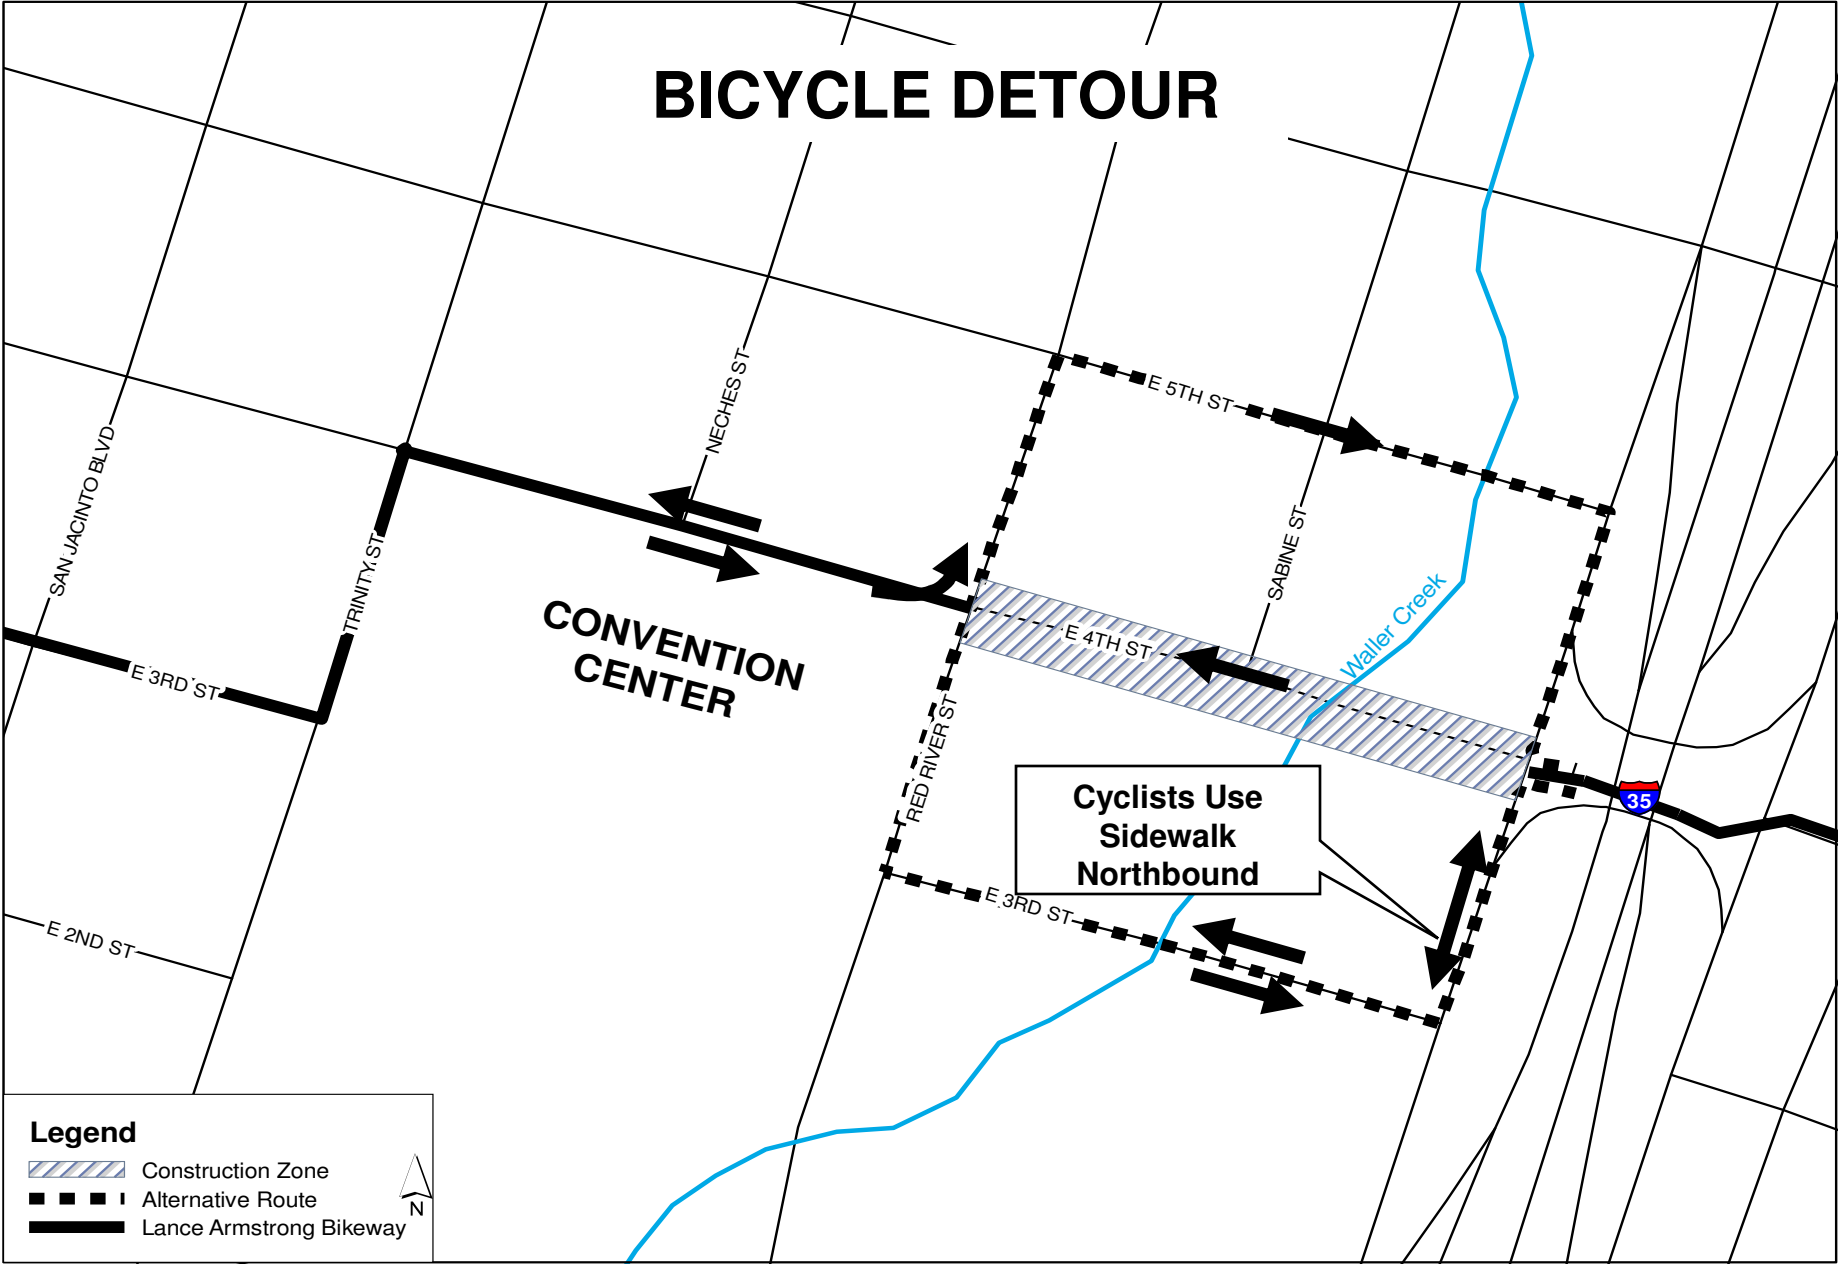 BICYCLE DETOUR
E 5TH ST
NECHES ST
SAN JACINTO BLVD
TRINITY ST
SABINE ST
Waller Creek
CONVENTION
CENTER
E 4TH ST
E 3RD ST
RED RIVER ST
Cyclists Use
Sidewalk
Northbound
35
E 3RD ST
E 2ND ST
Legend
Construction Zone
Alternative Route
Lance Armstrong Bikeway
N